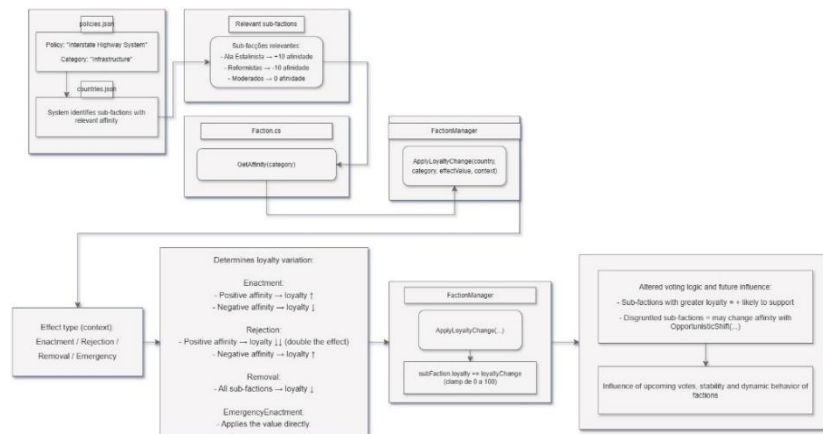 policies.json
Policy: "Interstate Highway System"
Category: "Infrastructure"
countries.json
System identifies sub-factions with
relevant affinity
Relevant sub-factions
Sub-facções relevantes:
- Ala Estalinista → +10 afinidade
- Reformistas → -10 afinidade
- Moderados → 0 afinidade
Faction.cs
GetAffinity(category)
FactionManager
ApplyLoyaltyChange(country,
category, effectValue, context)
Effect type (context):
Enactment / Rejection /
Removal / Emergency
Determines loyalty variation:
Enactment:
- Positive affinity → loyalty ↑
- Negative affinity → loyalty ↓
Rejection:
- Positive affinity → loyalty ↓↓ (double the effect)
- Negative affinity → loyalty ↑
Removal:
- All sub-factions → loyalty ↓
EmergencyEnactment:
- Applies the value directly.
FactionManager
ApplyLoyaltyChange(...)
subFaction.loyalty += loyaltyChange
(clamp de 0 a 100)
Altered voting logic and future influence:
- Sub-factions with greater loyalty = + likely to support
- Disgruntled sub-factions = may change affinity with
OpportunisticShift(...)
Influence of upcoming votes, stability and dynamic behavior of
factions